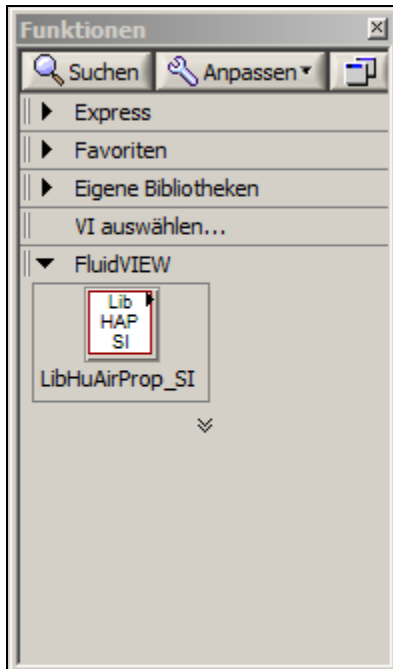 Funktionen
Suchen Anpassen
Express
Favoriten
Eigene Bibliotheken
VI auswählen...
FluidVIEW
Lib
HAP
SI
LibHuAirProp_SI